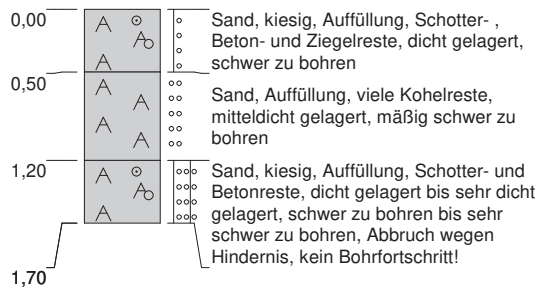 0,00
Sand, kiesig, Auffüllung, Schotter- ,
Beton- und Ziegelreste, dicht gelagert,
schwer zu bohren
0,50
Sand, Auffüllung, viele Kohelreste,
mitteldicht gelagert, mäßig schwer zu
bohren
1,20
Sand, kiesig, Auffüllung, Schotter- und
Betonreste, dicht gelagert bis sehr dicht
gelagert, schwer zu bohren bis sehr
schwer zu bohren, Abbruch wegen
Hindernis, kein Bohrfortschritt!
1,70
A
A
A
A
A
A
A
A
A
A